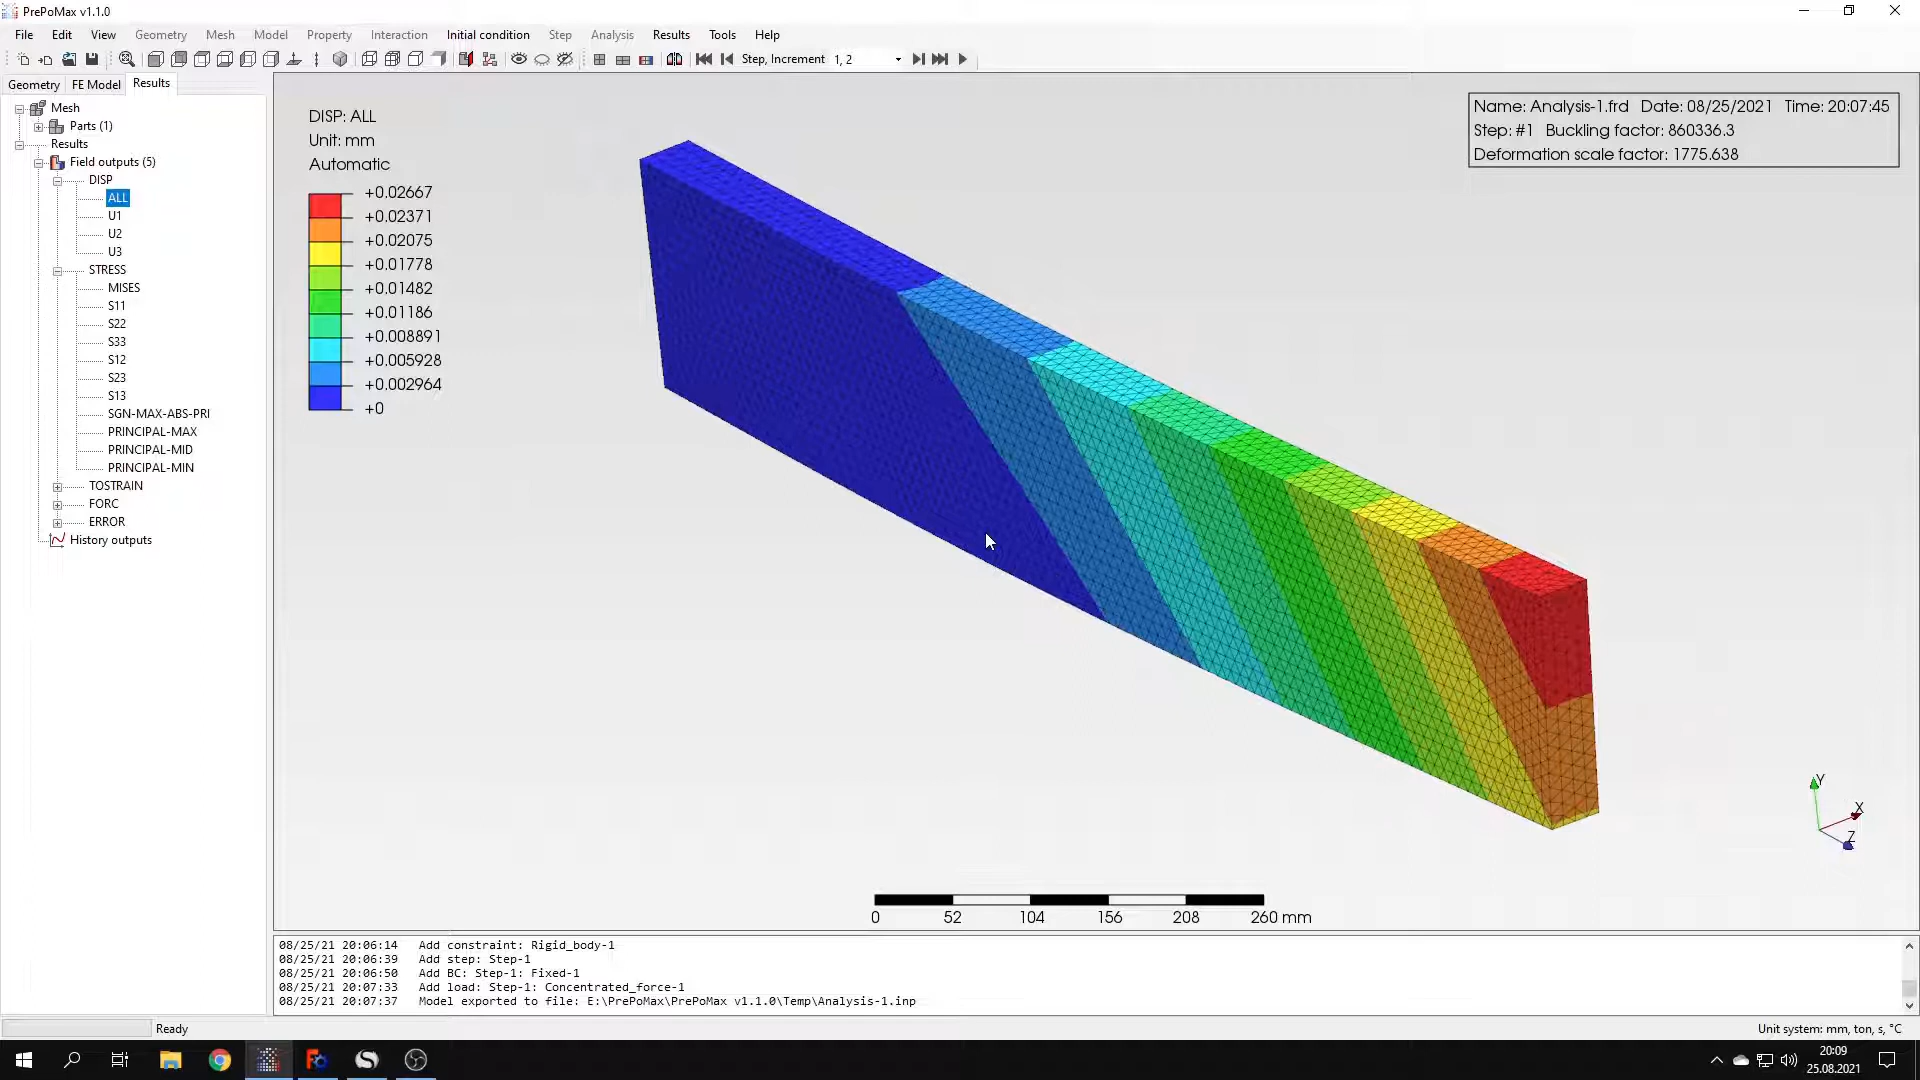 PrePoMax v1.1.0
File Edit View Geometry Mesh Model Property Interaction Initial condition Step Analysis Results Tools Help
Step, Increment 1, 2
Geometry FE Model Results
Mesh
Parts (1)
Results
Field outputs (5)
DISP
ALL
U1
U2
U3
STRESS
MISES
S11
S22
S33
S12
S23
S13
SGN-MAX-ABS-PRI
PRINCIPAL-MAX
PRINCIPAL-MID
PRINCIPAL-MIN
TOSTRAIN
FORC
ERROR
History outputs
DISP: ALL
Unit: mm
Automatic
+0.02667
+0.02371
+0.02075
+0.01778
+0.01482
+0.01186
+0.008891
+0.005928
+0.002964
+0
Name: Analysis-1.frd Date: 08/25/2021 Time: 20:07:45
Step: #1 Buckling factor: 860336.3
Deformation scale factor: 1775.638
Y
X
Z
0 52 104 156 208 260 mm
08/25/21 20:06:14 Add constraint: Rigid_body-1
08/25/21 20:06:39 Add step: Step-1
08/25/21 20:06:50 Add BC: Step-1: Fixed-1
08/25/21 20:07:33 Add load: Step-1: Concentrated_force-1
08/25/21 20:07:37 Model exported to file: E:\PrePoMax\PrePoMax v1.1.0\Temp\Analysis-1.inp
Ready
Unit system: mm, ton, s, °C
20:09
25.08.2021